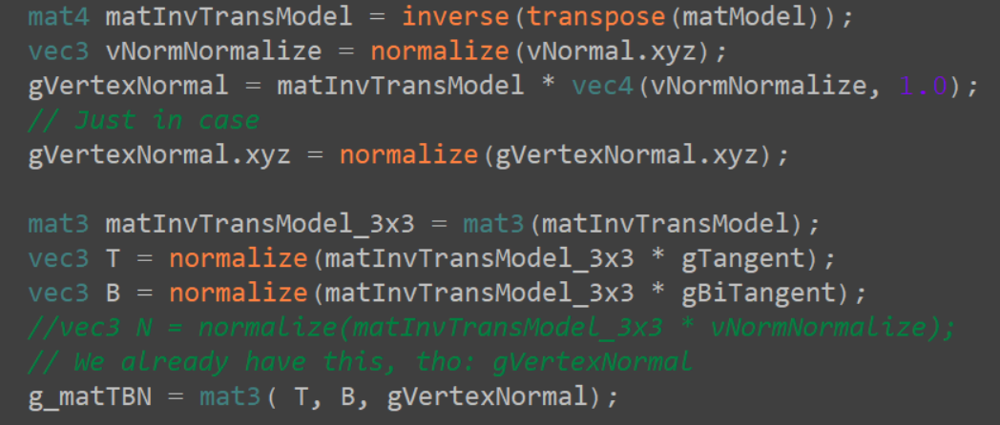 mat4 matInvTransModel = inverse(transpose(matModel));
vec3 vNormNormalize = normalize(vNormal.xyz);
gVertexNormal = matInvTransModel * vec4(vNormNormalize, 1.0);
// Just in case
gVertexNormal.xyz = normalize(gVertexNormal.xyz);
mat3 matInvTransModel_3x3 = mat3(matInvTransModel);
vec3 T = normalize(matInvTransModel_3x3 * gTangent);
vec3 B = normalize(matInvTransModel_3x3 * gBiTangent);
//vec3 N = normalize(matInvTransModel_3x3 * vNormNormalize);
// We already have this, tho: gVertexNormal
g_matTBN = mat3( T, B, gVertexNormal);